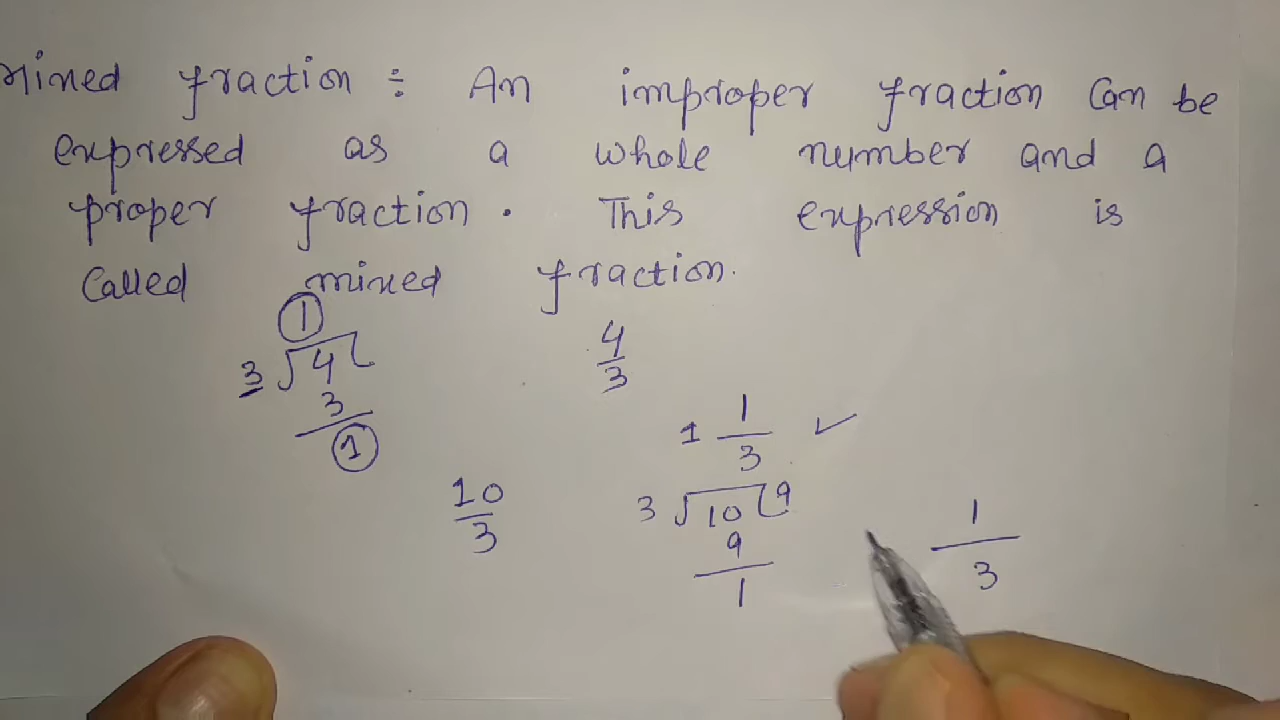 Mixed fraction ÷ An improper fraction can be
expressed as a whole number and a
proper fraction. This expression is
called mixed fraction.
1
3 4
3
1
4
3
1 1
3
10
3
3 10 9
9
1
1
3